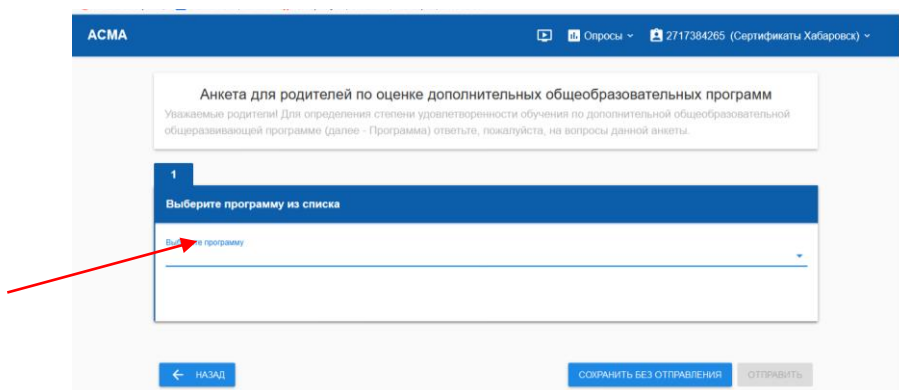 АСМА
Опросы
2717384265 (Сертификаты Хабаровск)
Анкета для родителей по оценке дополнительных общеобразовательных программ
Уважаемые родители! Для определения степени удовлетворенности обучения по дополнительной общеобразовательной
общеразвивающей программе (далее - Программа) ответьте, пожалуйста, на вопросы данной анкеты.
1
Выберите программу из списка
Выберите программу
НАЗАД
СОХРАНИТЬ БЕЗ ОТПРАВЛЕНИЯ
ОТПРАВИТЬ